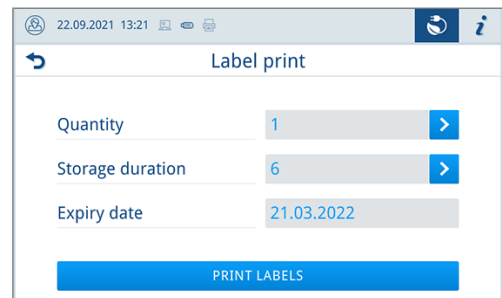 22.09.2021 13:21
i
Label print
Quantity 1
Storage duration 6
Expiry date 21.03.2022
PRINT LABELS